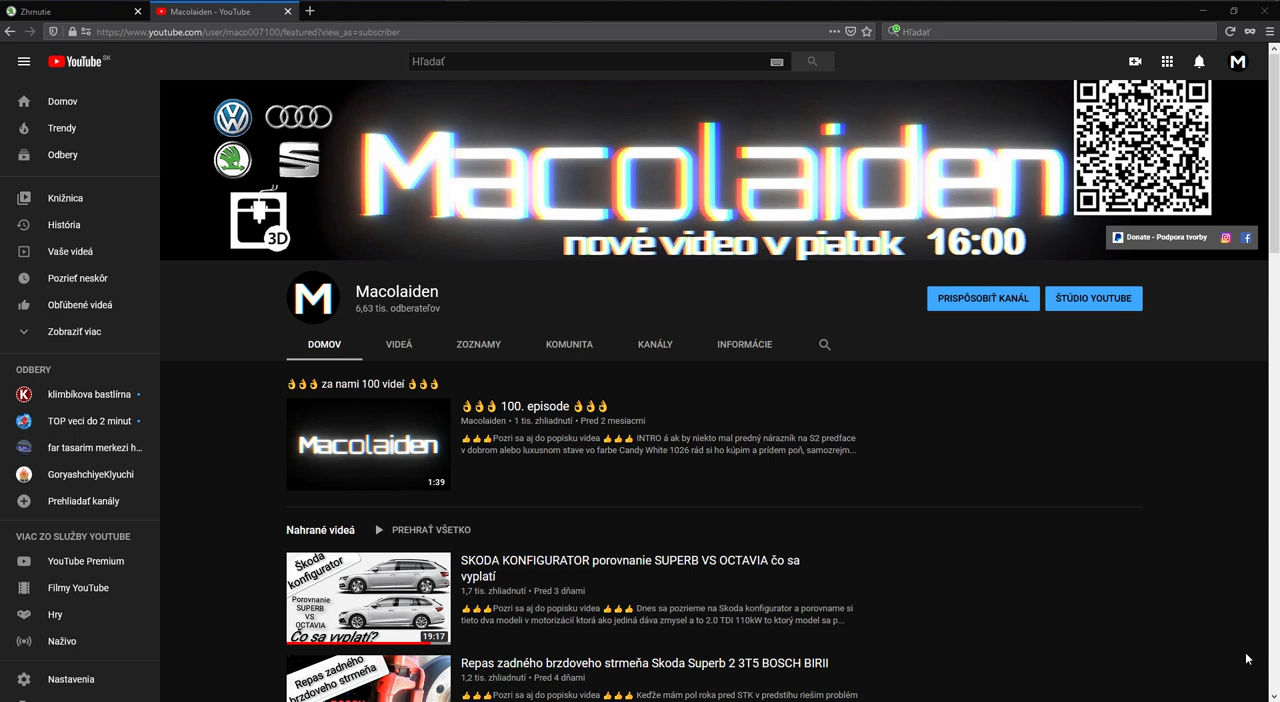 Zhrnutie
Macolaiden - YouTube
https://www.youtube.com/user/maco007100/featured?view_as=subscriber
Hľadať
YouTube SK
Hľadať
M
Domov
Trendy
Odbery
Knižnica
História
Vaše videá
Pozrieť neskôr
Obľúbené videá
Zobraziť viac
ODBERY
klimbíkova bastlírna
TOP veci do 2 minut
far tasarim merkezi h...
GoryashchiyeKlyuchi
Prehliadať kanály
VIAC ZO SLUŽBY YOUTUBE
YouTube Premium
Filmy YouTube
Hry
Naživo
Nastavenia
3D
Macolaiden
nové video v piatok 16:00
Donate - Podpora tvorby
M
Macolaiden
6,63 tis. odberateľov
PRISPÔSOBIŤ KANÁL
ŠTÚDIO YOUTUBE
DOMOV
VIDEÁ
ZOZNAMY
KOMUNITA
KANÁLY
INFORMÁCIE
👌👌👌 za nami 100 videí 👌👌👌
Macolaiden
1:39
👌👌👌 100. episode 👌👌👌
Macolaiden • 1 tis. zhliadnutí • Pred 2 mesiacmi
👍👍👍Pozri sa aj do popisku videa 👍👍👍 INTRO á ak by niekto mal predný nárazník na S2 predface
v dobrom alebo luxusnom stave vo farbe Candy White 1026 rád si ho kúpim a prídem poň, samozrejm...
Nahrané videá
PREHRAŤ VŠETKO
Škoda
konfigurator
Porovnanie
SUPERB
VS
OCTAVIA
Čo sa vyplatí?
19:17
SKODA KONFIGURATOR porovnanie SUPERB VS OCTAVIA čo sa
vyplatí
1,7 tis. zhliadnutí • Pred 3 dňami
👍👍👍Pozri sa aj do popisku videa 👍👍👍 Dnes sa pozrieme na Skoda konfigurator a porovname si
tieto dva modely v motorizácií ktorá ako jediná dáva zmysel a to 2.0 TDI 110kW to ktorý model sa p...
Repas zadného
brzdoveho strmeňa
Repas zadného brzdoveho strmeňa Skoda Superb 2 3T5 BOSCH BIRII
1,2 tis. zhliadnutí • Pred 4 dňami
👍👍👍Pozri sa aj do popisku videa 👍👍👍 Keďže mám pol roka pred STK v predstihu riešim problém